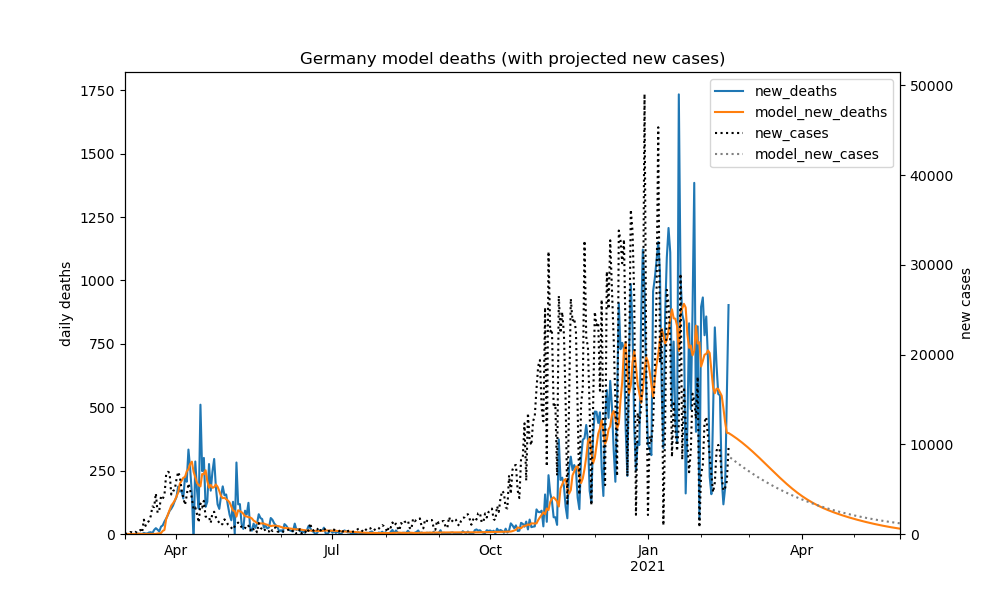 Germany model deaths (with projected new cases)
1750
1500
1250
1000
750
500
250
0
daily deaths
50000
40000
30000
20000
10000
0
new cases
new_deaths
model_new_deaths
new_cases
model_new_cases
Apr
Jul
Oct
Jan
2021
Apr